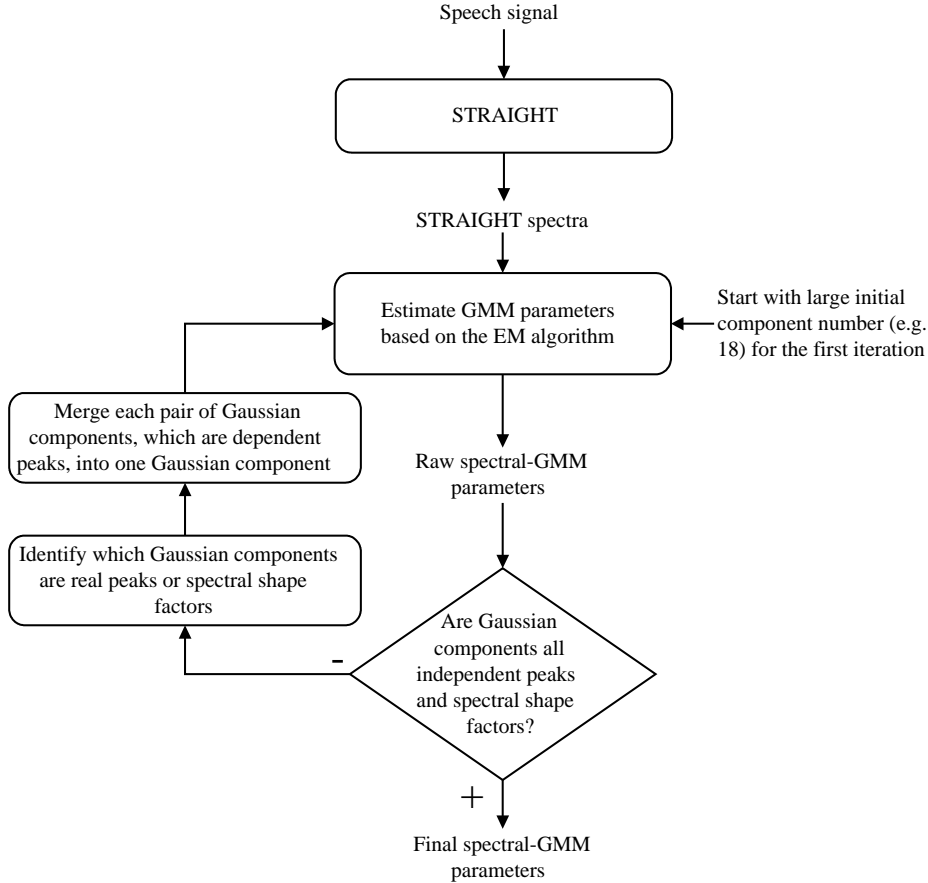 Speech signal
STRAIGHT
STRAIGHT spectra
Estimate GMM parameters
based on the EM algorithm
Start with large initial
component number (e.g.
18) for the first iteration
Merge each pair of Gaussian
components, which are dependent
peaks, into one Gaussian component
Raw spectral-GMM
parameters
Identify which Gaussian components
are real peaks or spectral shape
factors
Are Gaussian
components all
independent peaks
and spectral shape
factors?
-
+
Final spectral-GMM
parameters